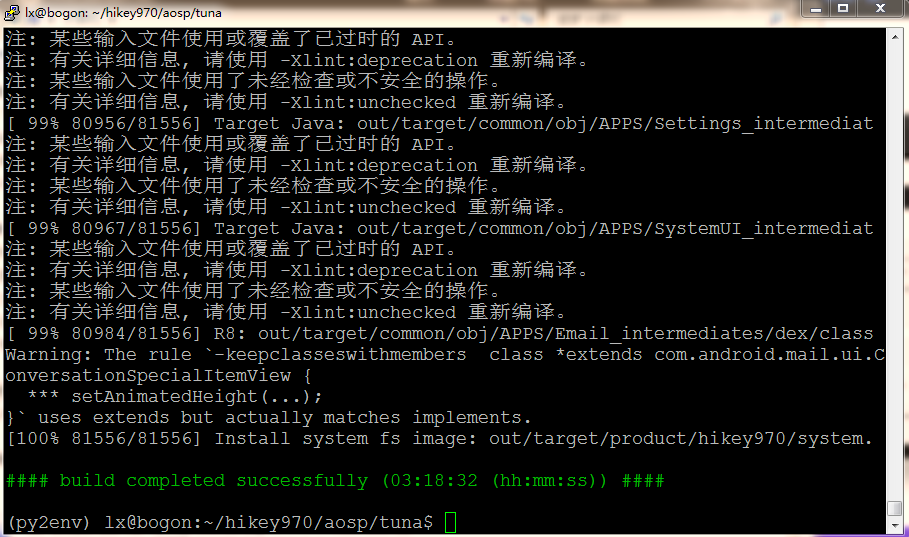 lx@bogon: ~/hikey970/aosp/tuna
注: 某些输入文件使用或覆盖了已过时的 API。
注: 有关详细信息, 请使用 -Xlint:deprecation 重新编译。
注: 某些输入文件使用了未经检查或不安全的操作。
注: 有关详细信息, 请使用 -Xlint:unchecked 重新编译。
[ 99% 80956/81556] Target Java: out/target/common/obj/APPS/Settings_intermediat
注: 某些输入文件使用或覆盖了已过时的 API。
注: 有关详细信息, 请使用 -Xlint:deprecation 重新编译。
注: 某些输入文件使用了未经检查或不安全的操作。
注: 有关详细信息, 请使用 -Xlint:unchecked 重新编译。
[ 99% 80967/81556] Target Java: out/target/common/obj/APPS/SystemUI_intermediat
注: 某些输入文件使用或覆盖了已过时的 API。
注: 有关详细信息, 请使用 -Xlint:deprecation 重新编译。
注: 某些输入文件使用了未经检查或不安全的操作。
注: 有关详细信息, 请使用 -Xlint:unchecked 重新编译。
[ 99% 80984/81556] R8: out/target/common/obj/APPS/Email_intermediates/dex/class
Warning: The rule `-keepclasseswithmembers  class *extends com.android.mail.ui.C
onversationSpecialItemView {
  *** setAnimatedHeight(...);
}` uses extends but actually matches implements.
[100% 81556/81556] Install system fs image: out/target/product/hikey970/system.
#### build completed successfully (03:18:32 (hh:mm:ss)) ####
(py2env) lx@bogon:~/hikey970/aosp/tuna$